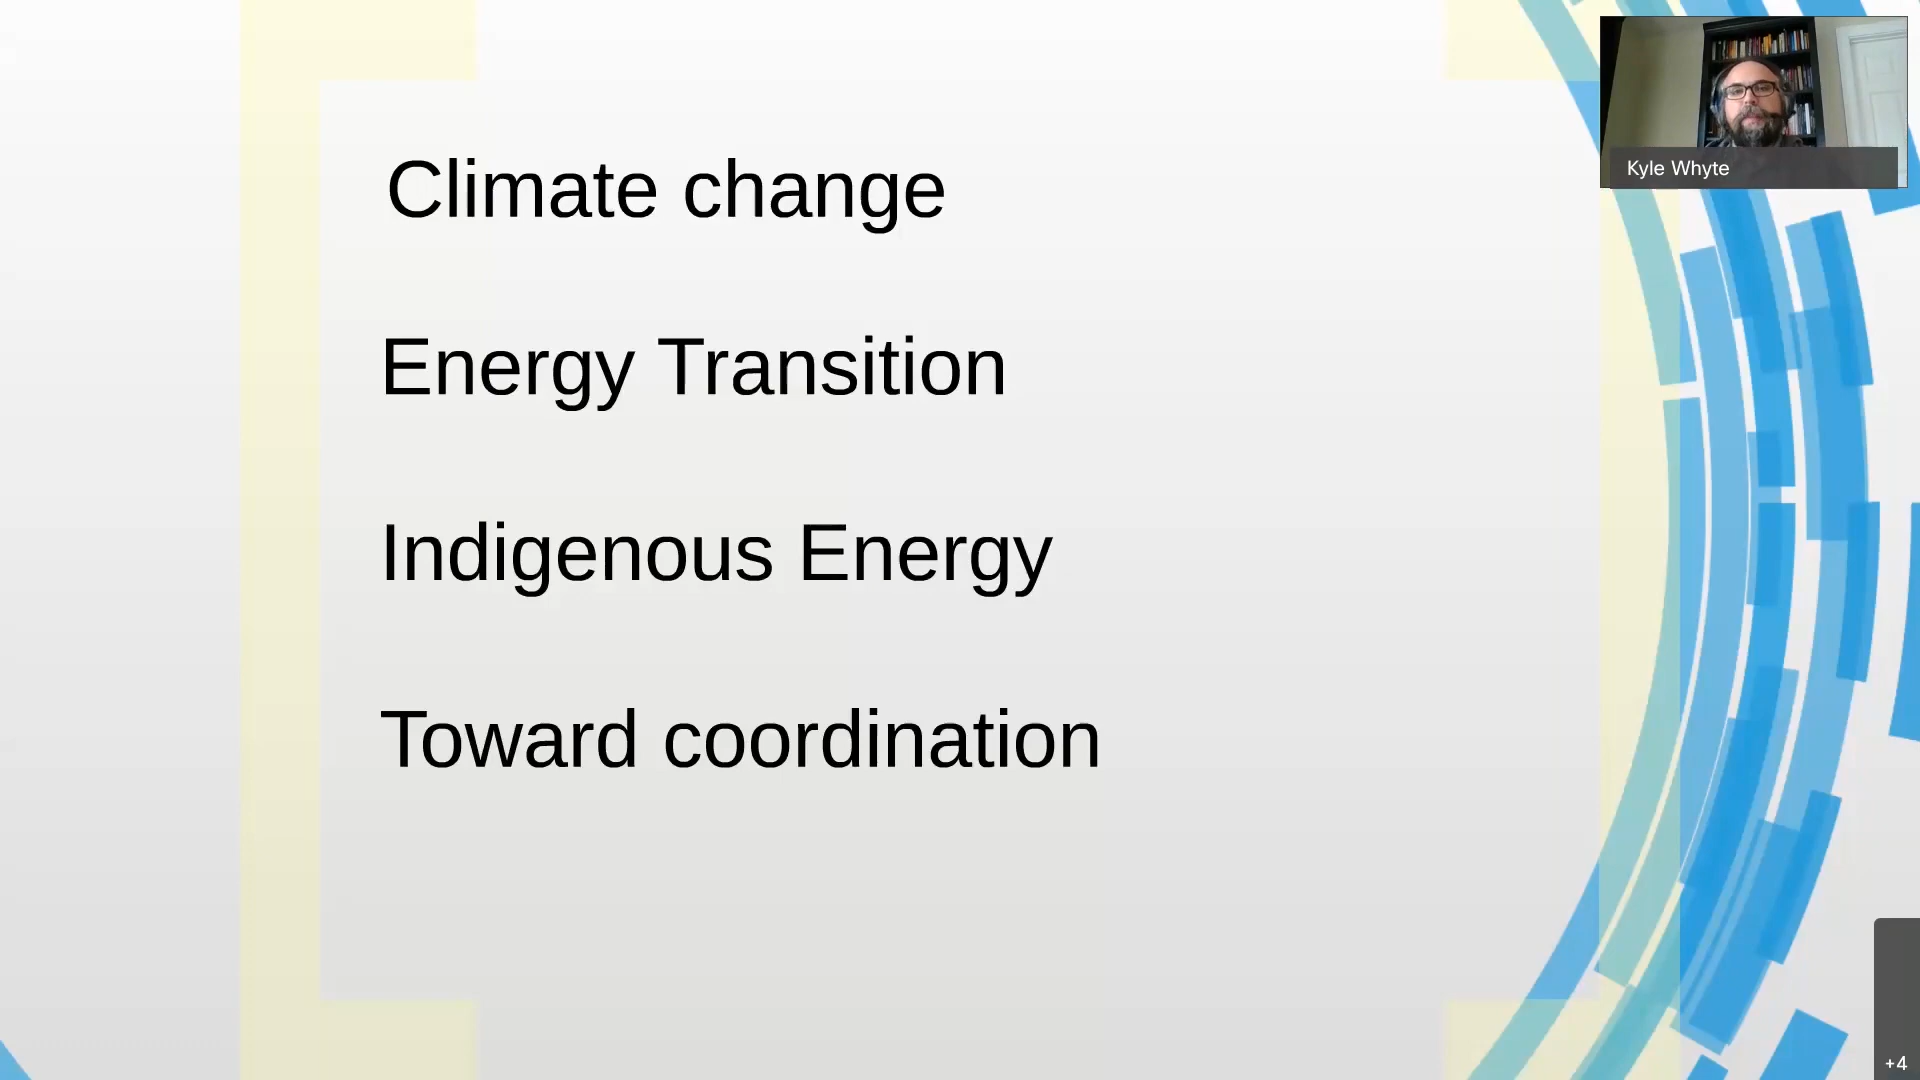 Kyle Whyte
Climate change
Energy Transition
Indigenous Energy
Toward coordination
+4